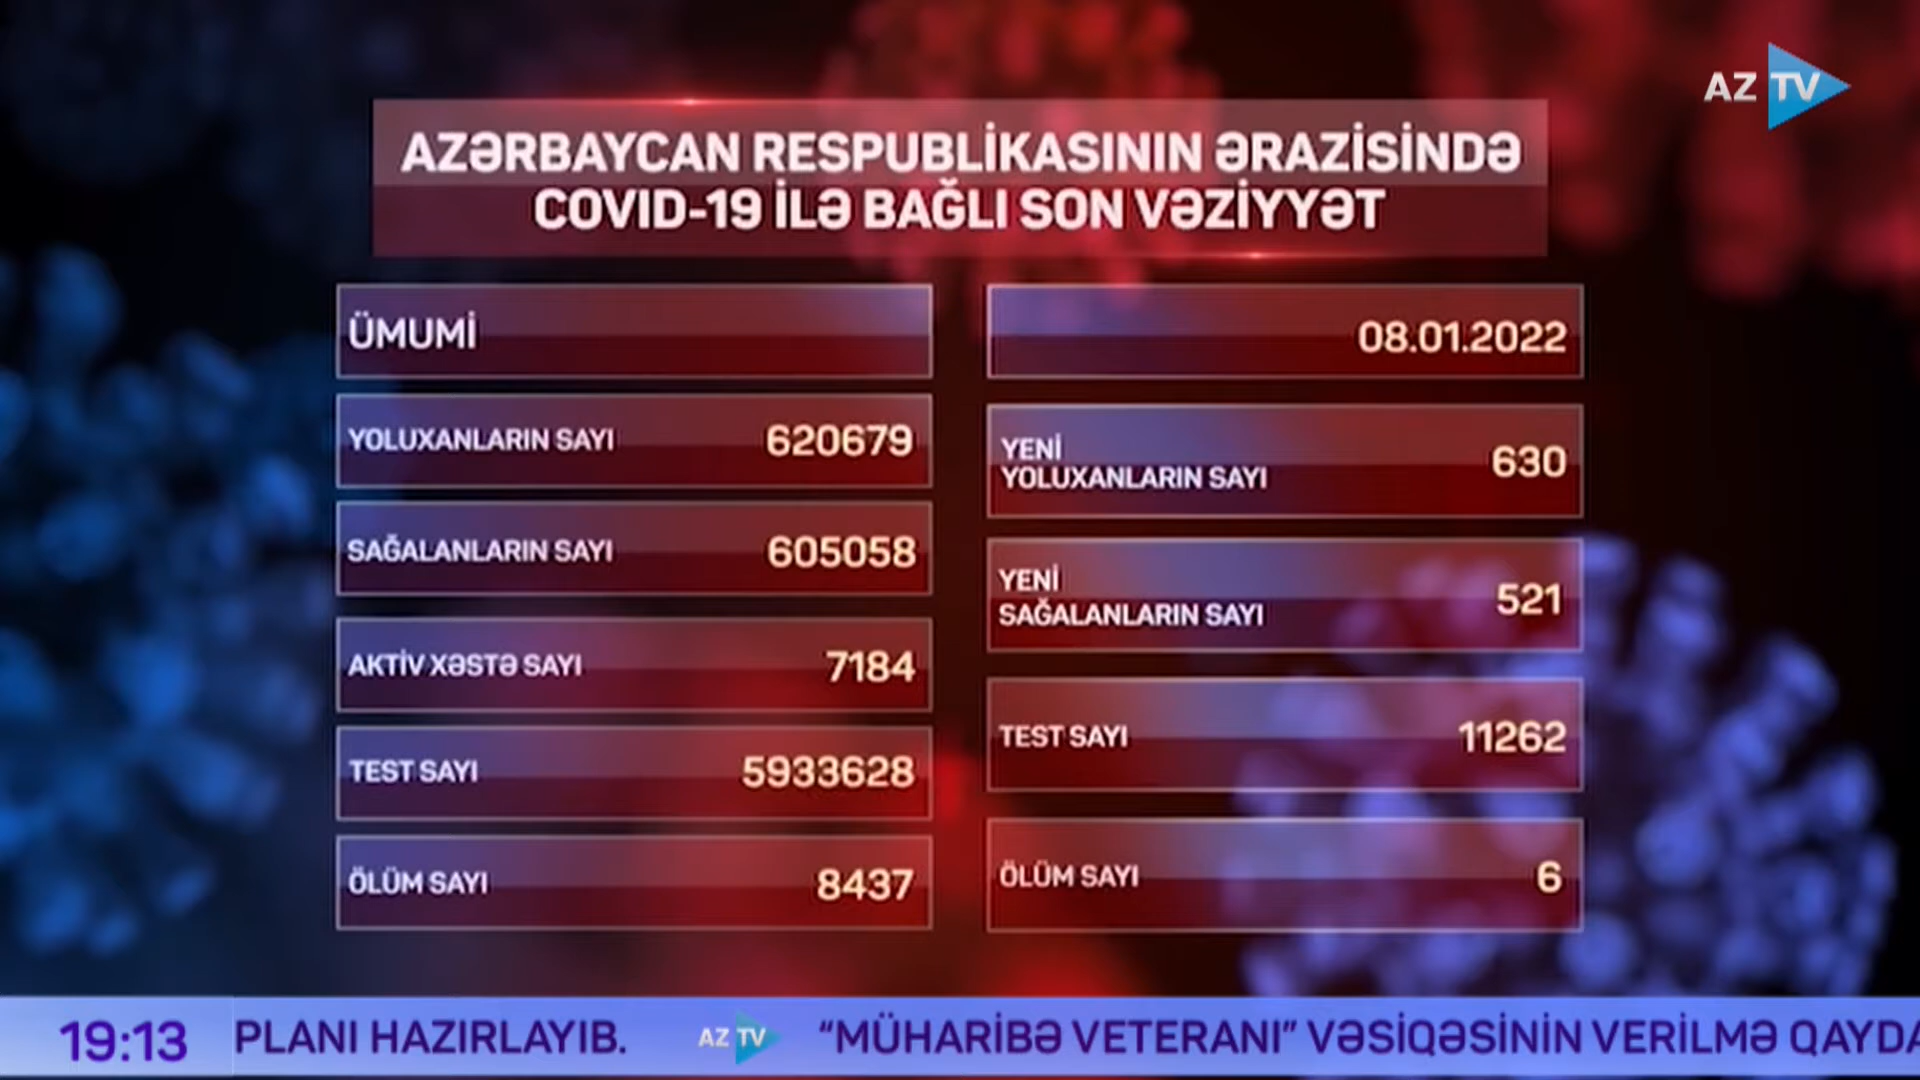 AZ TV
AZƏRBAYCAN RESPUBLİKASININ ƏRAZİSİNDƏ
COVID-19 İLƏ BAĞLI SON VƏZİYYƏT
ÜMUMİ
YOLUXANLARIN SAYI 620679
SAĞALANLARIN SAYI 605058
AKTİV XƏSTƏ SAYI 7184
TEST SAYI 5933628
ÖLÜM SAYI 8437
08.01.2022
YENİ
YOLUXANLARIN SAYI 630
YENİ
SAĞALANLARIN SAYI 521
TEST SAYI 11262
ÖLÜM SAYI 6
19:13 PLANI HAZIRLAYIB. AZ TV “MÜHARİBƏ VETERANI” VƏSİQƏSİNİN VERİLMƏ QAYDA